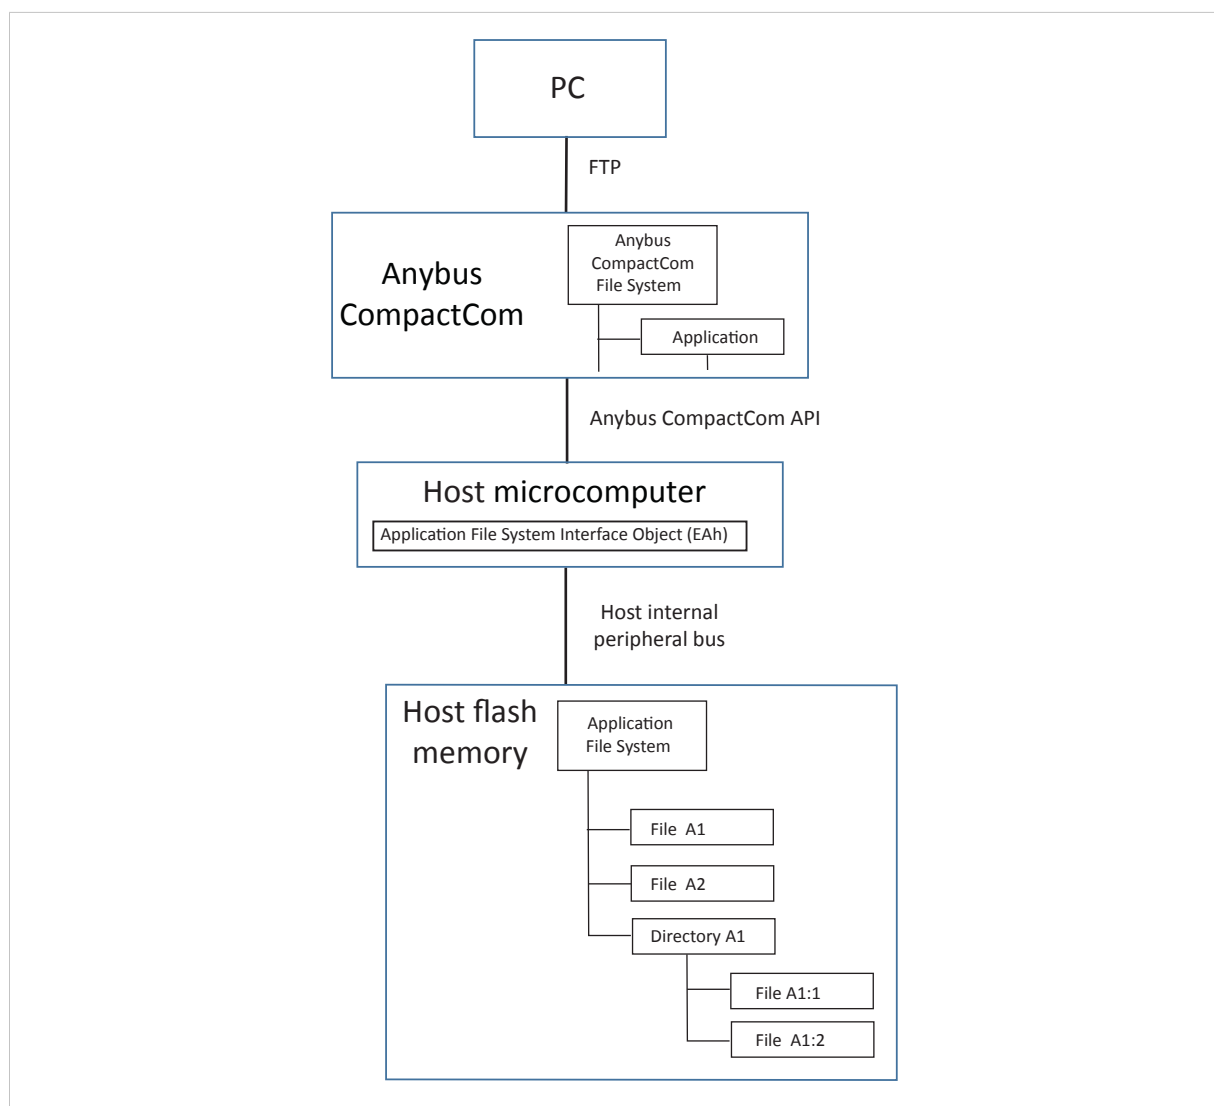 PC
FTP
Anybus
CompactCom
Anybus
CompactCom
File System
Application
Anybus CompactCom API
Host microcomputer
Application File System Interface Object (EAh)
Host internal
peripheral bus
Host flash
memory
Application
File System
File A1
File A2
Directory A1
File A1:1
File A1:2